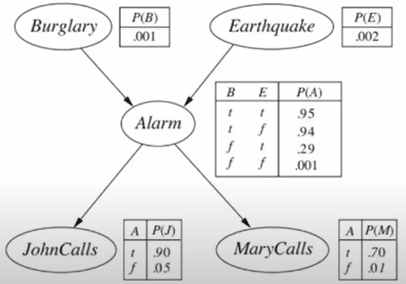 Burglary
P(B)
.001
Earthquake
P(E)
.002
Alarm
B E P(A)
t t .95
t f .94
f t .29
f f .001
JohnCalls
A P(J)
t .90
f .05
MaryCalls
A P(M)
t .70
f .01